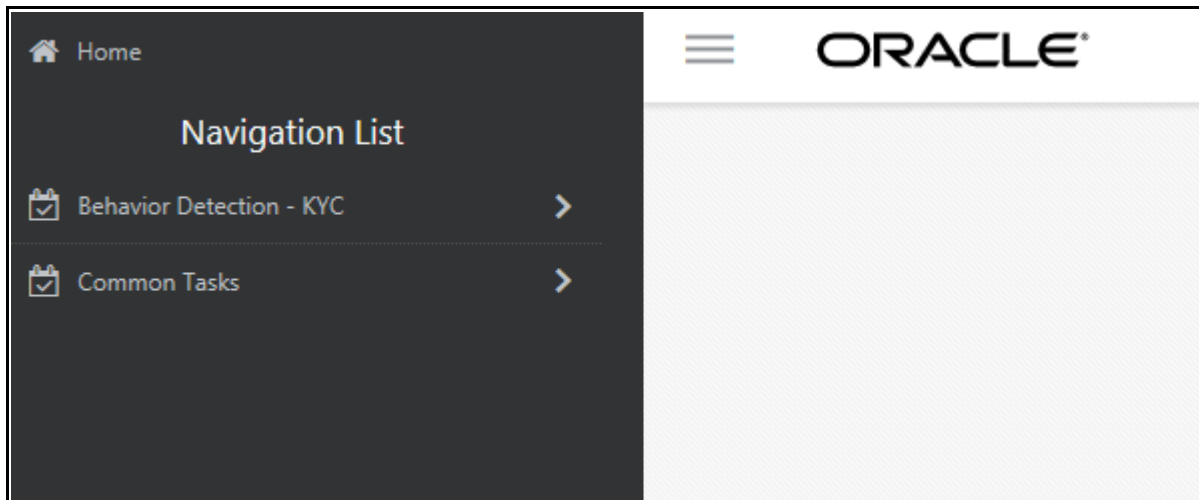 Home
ORACLE®
Navigation List
Behavior Detection - KYC
Common Tasks